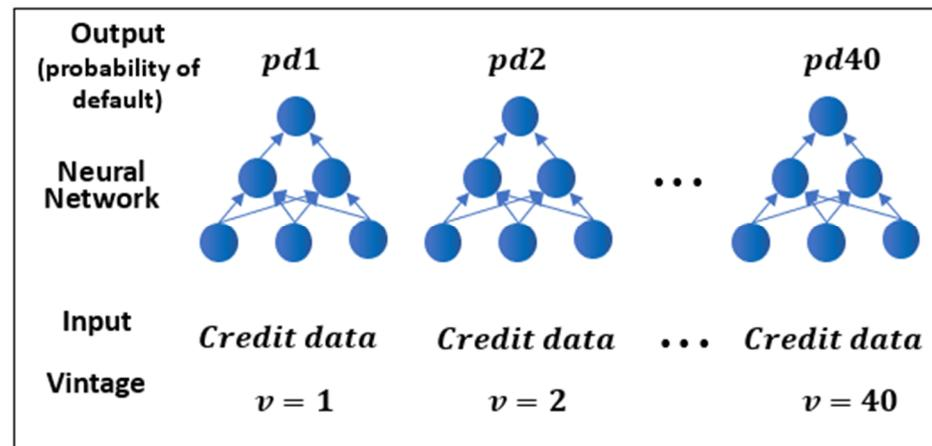 Output
(probability of
default)
pd1 pd2 pd40
Neural
Network
...
Input
Credit data Credit data ... Credit data
Vintage
v = 1 v = 2 v = 40